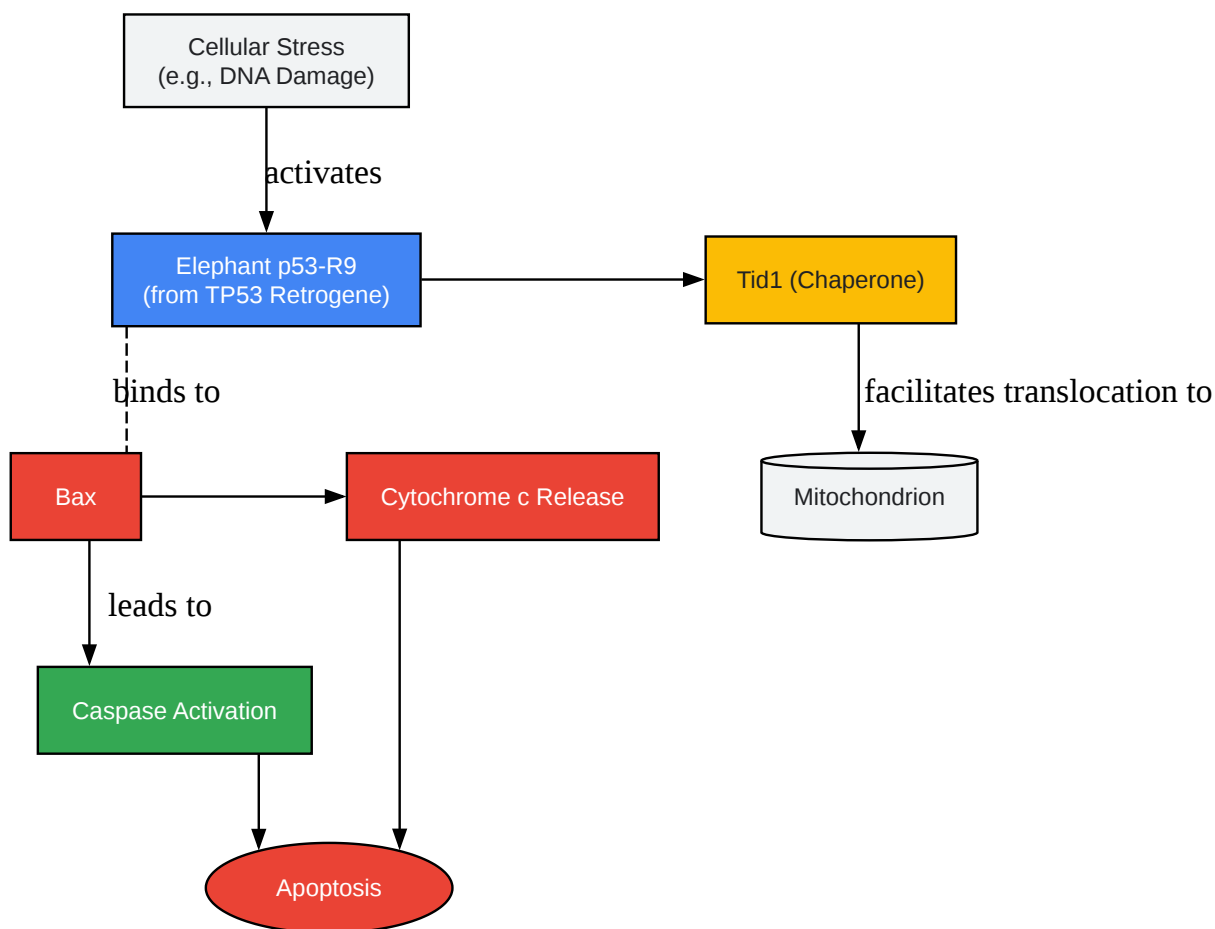 Cellular Stress
(e.g., DNA Damage)
activates
Elephant p53-R9
(from TP53 Retrogene)
Tid1 (Chaperone)
binds to
facilitates translocation to
Bax
Cytochrome c Release
Mitochondrion
leads to
Caspase Activation
Apoptosis